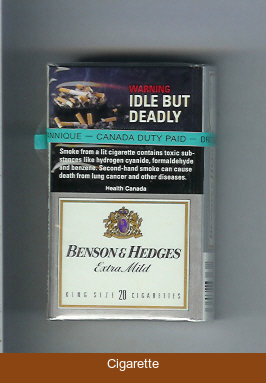 WARNING
IDLE BUT
DEADLY
NNIQUE — CANADA DUTY PAID — DR
Smoke from a lit cigarette contains toxic sub-
stances like hydrogen cyanide, formaldehyde
and benzene. Second-hand smoke can cause
death from lung cancer and other diseases.
Health Canada
BENSON & HEDGES
Extra Mild
KING SIZE 20 CIGARETTES
Cigarette